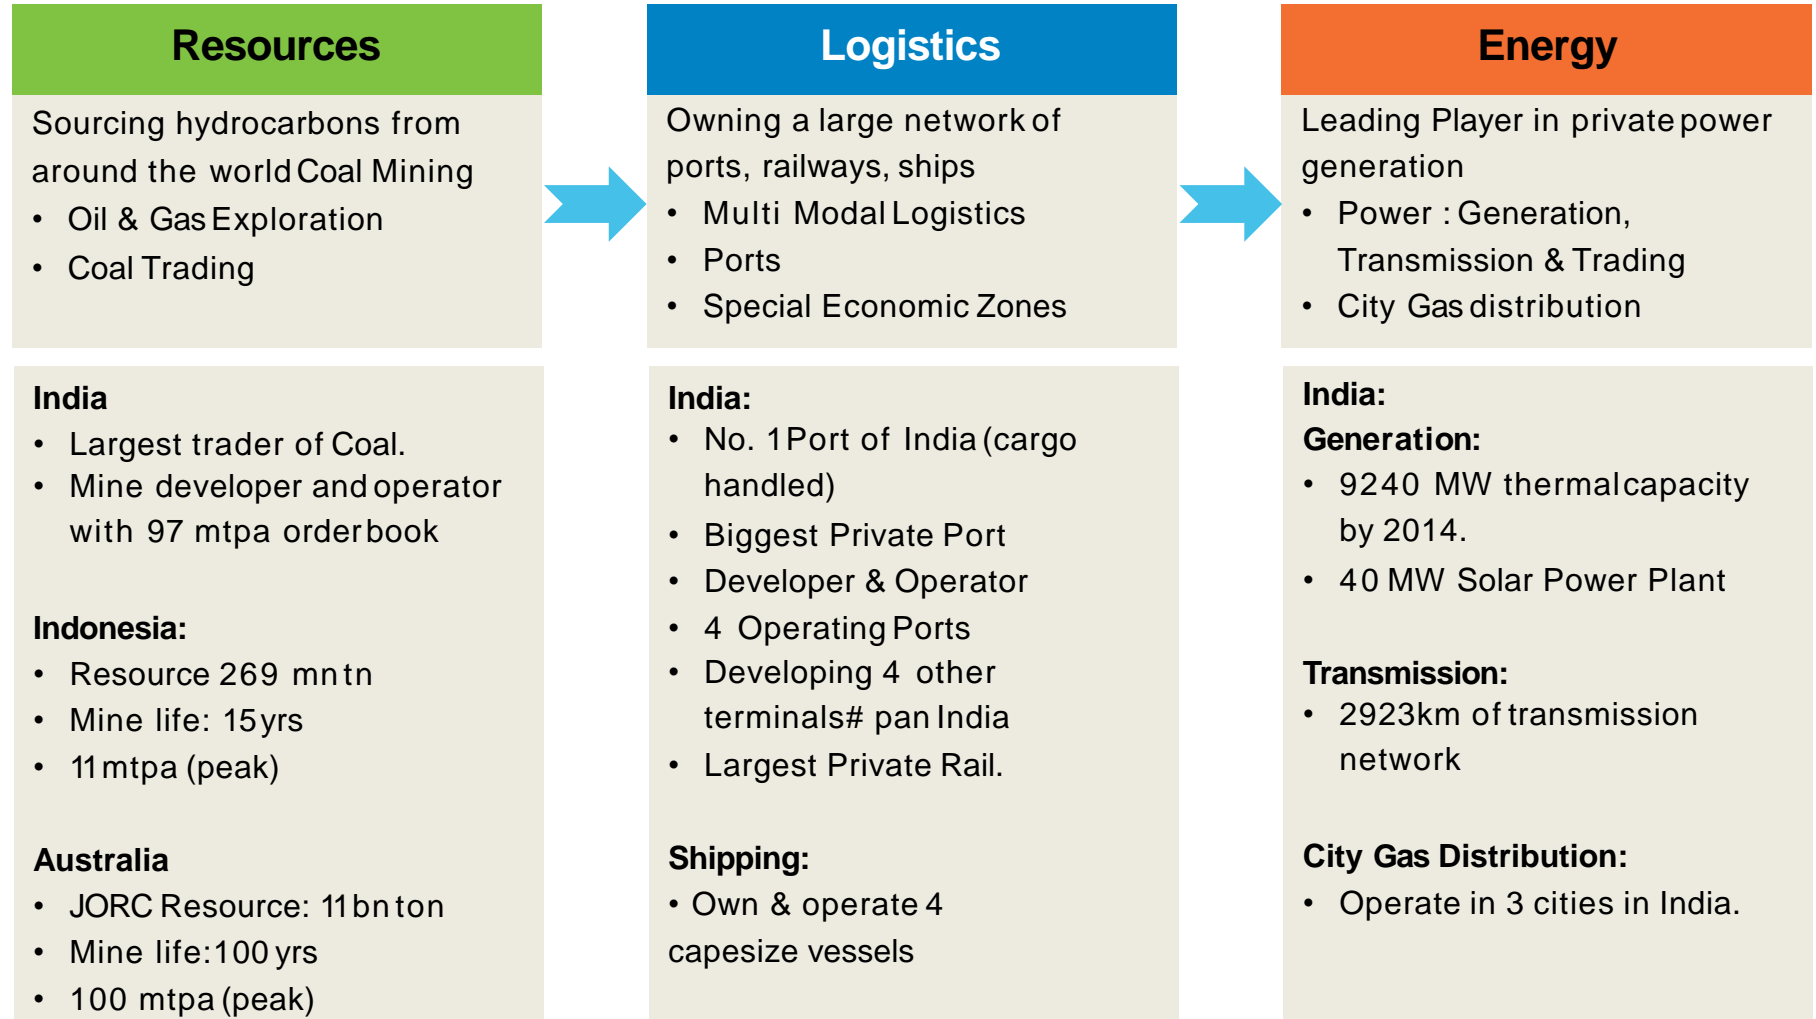 Resources
Sourcing hydrocarbons from
around the world Coal Mining
• Oil & Gas Exploration
• Coal Trading
Logistics
Owning a large network of
ports, railways, ships
• Multi Modal Logistics
• Ports
• Special Economic Zones
Energy
Leading Player in private power
generation
• Power : Generation,
Transmission & Trading
• City Gas distribution
India
• Largest trader of Coal.
• Mine developer and operator
with 97 mtpa orderbook
Indonesia:
• Resource 269 mn tn
• Mine life: 15 yrs
• 11 mtpa (peak)
Australia
• JORC Resource: 11 bn ton
• Mine life:100 yrs
• 100 mtpa (peak)
India:
• No. 1 Port of India (cargo
handled)
• Biggest Private Port
• Developer & Operator
• 4 Operating Ports
• Developing 4 other
terminals# pan India
• Largest Private Rail.
Shipping:
• Own & operate 4
capesize vessels
India:
Generation:
• 9240 MW thermal capacity
by 2014.
• 40 MW Solar Power Plant
Transmission:
• 2923km of transmission
network
City Gas Distribution:
• Operate in 3 cities in India.